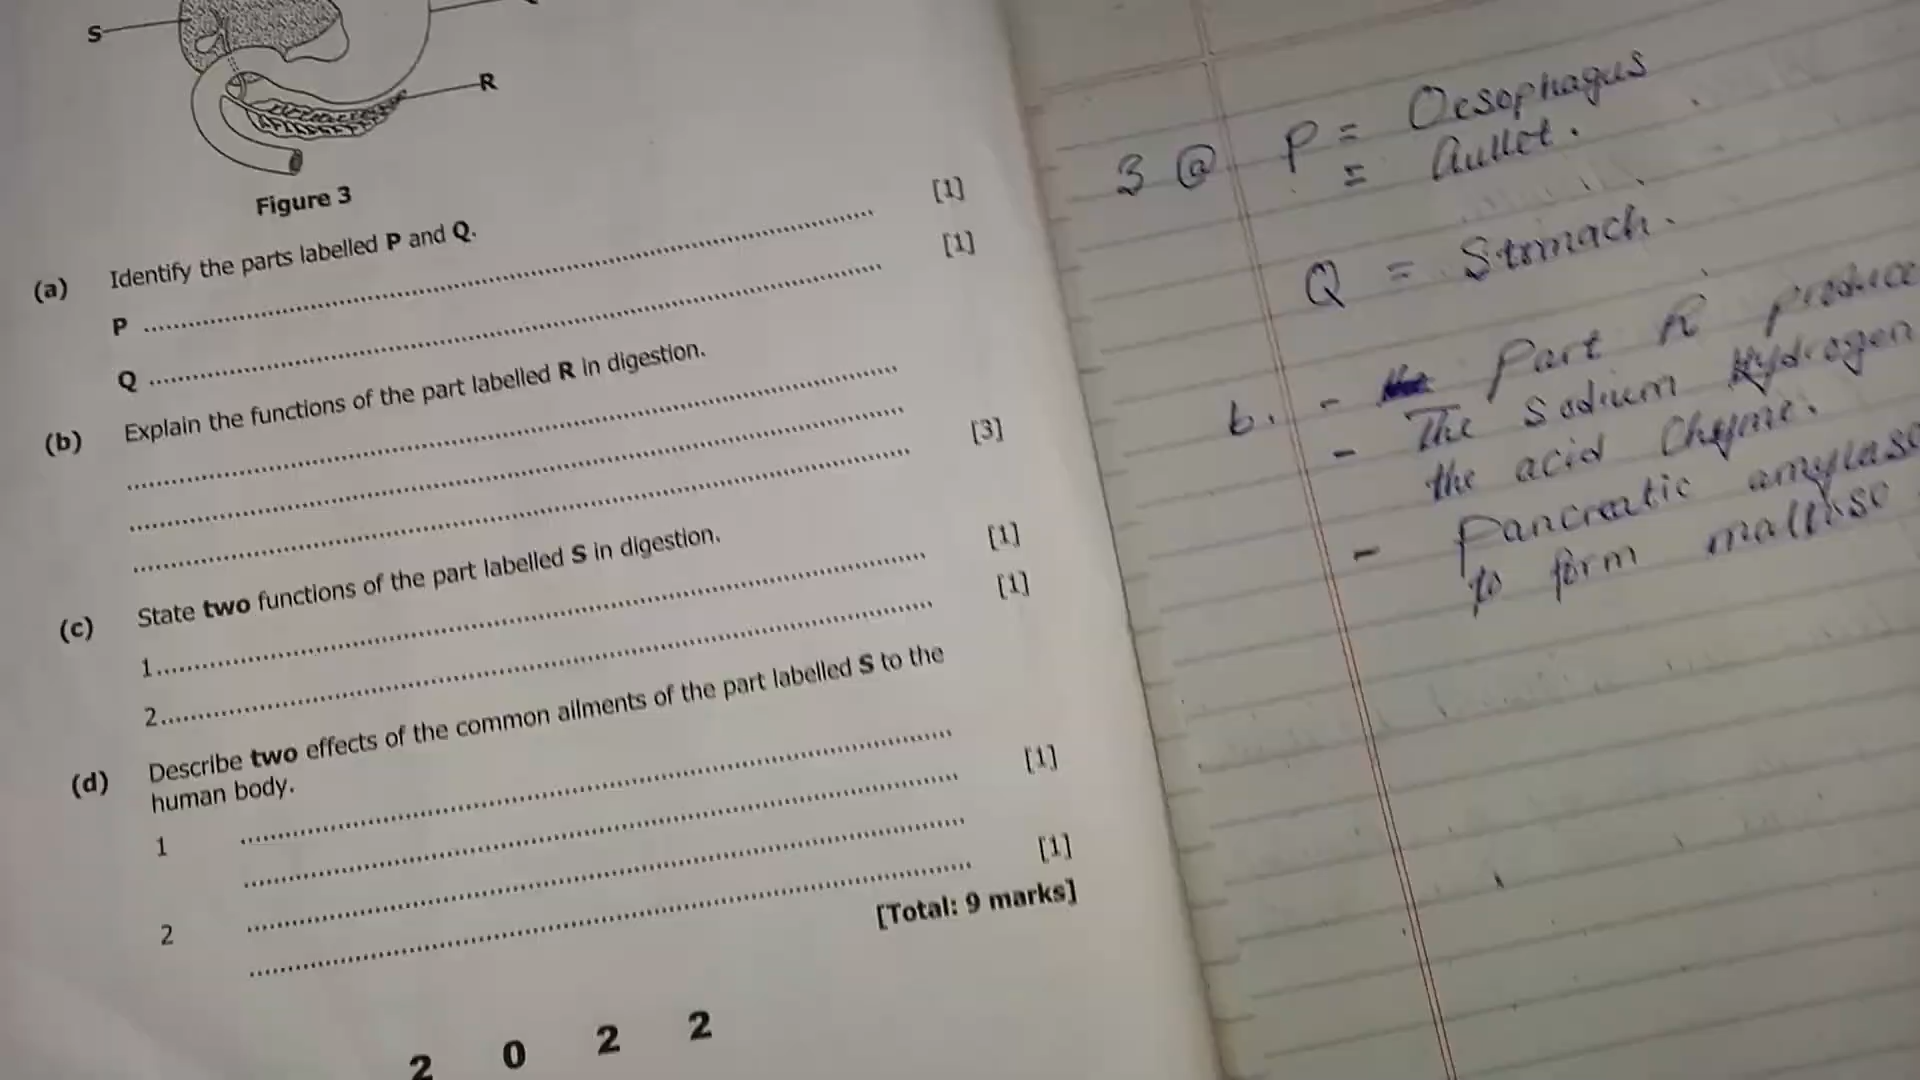 S
R
Figure 3
(a) Identify the parts labelled P and Q.
P ........ [1]
Q ........ [1]
(b) Explain the functions of the part labelled R in digestion.
[3]
(c) State two functions of the part labelled S in digestion.
1. ........ [1]
2. ........ [1]
(d) Describe two effects of the common ailments of the part labelled S to the
human body.
1 ........ [1]
2 ........ [1]
[Total: 9 marks]
2 0 2 2
3 (a) P = Oesophagus
= Gullet.
Q = Stomach.
b. - Part R produce
- The Sodium Hydrogen
the acid Chyme.
- Pancreatic amylase
to form maltose